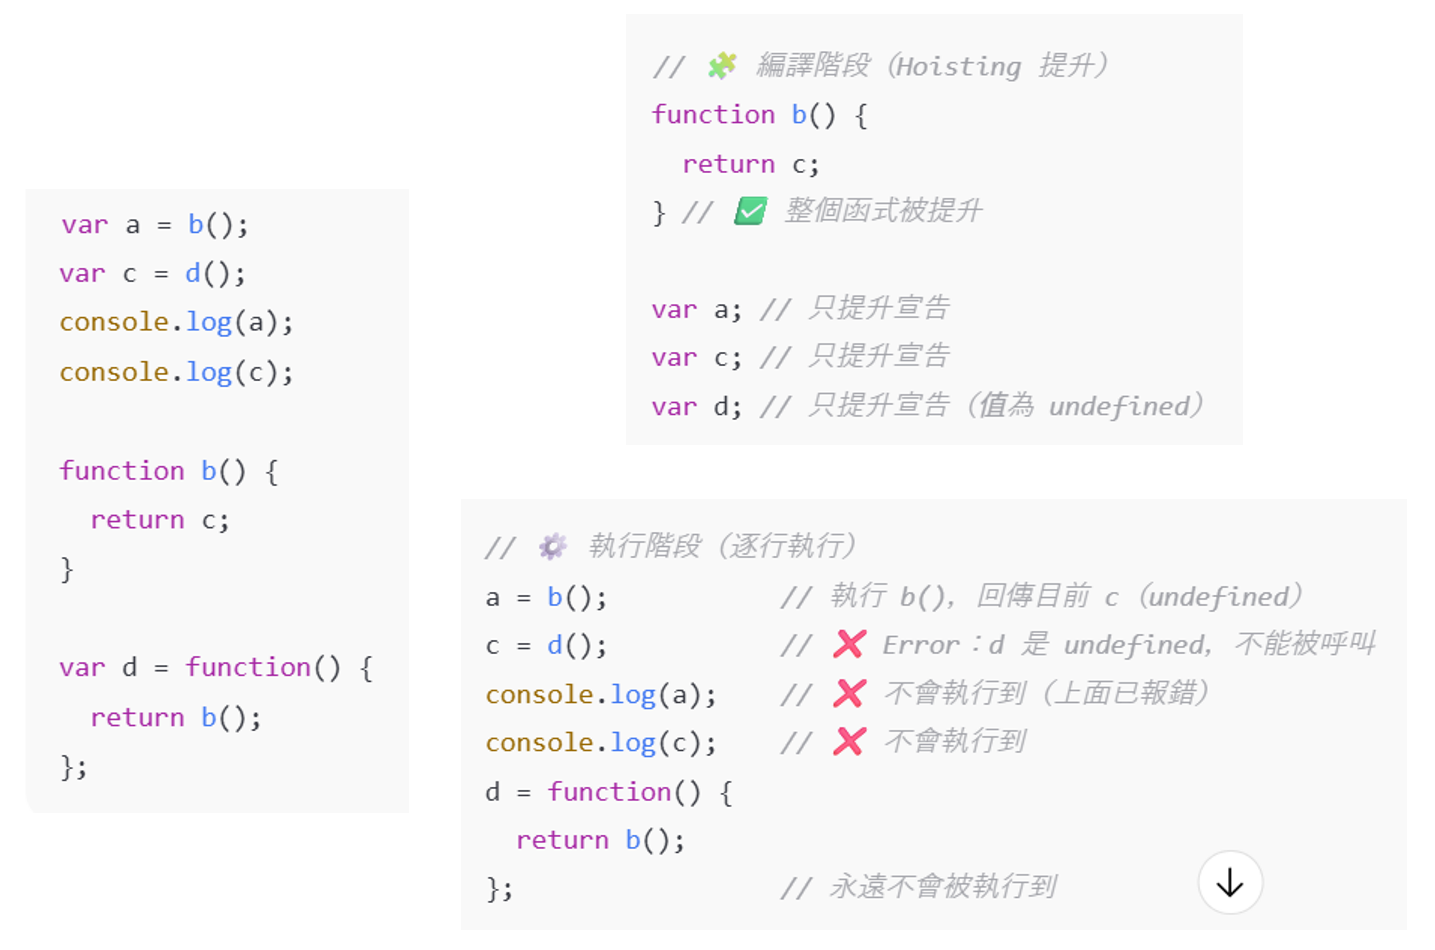 var a = b();
var c = d();
console.log(a);
console.log(c);
function b() {
  return c;
}
var d = function() {
  return b();
};
// 🧩 編譯階段（Hoisting 提升）
function b() {
  return c;
} // ✅ 整個函式被提升
var a; // 只提升宣告
var c; // 只提升宣告
var d; // 只提升宣告（值為 undefined）
// ⚙️ 執行階段（逐行執行）
a = b(); // 執行 b()，回傳目前 c（undefined）
c = d(); // ❌ Error：d 是 undefined，不能被呼叫
console.log(a); // ❌ 不會執行到（上面已報錯）
console.log(c); // ❌ 不會執行到
d = function() {
  return b();
}; // 永遠不會被執行到